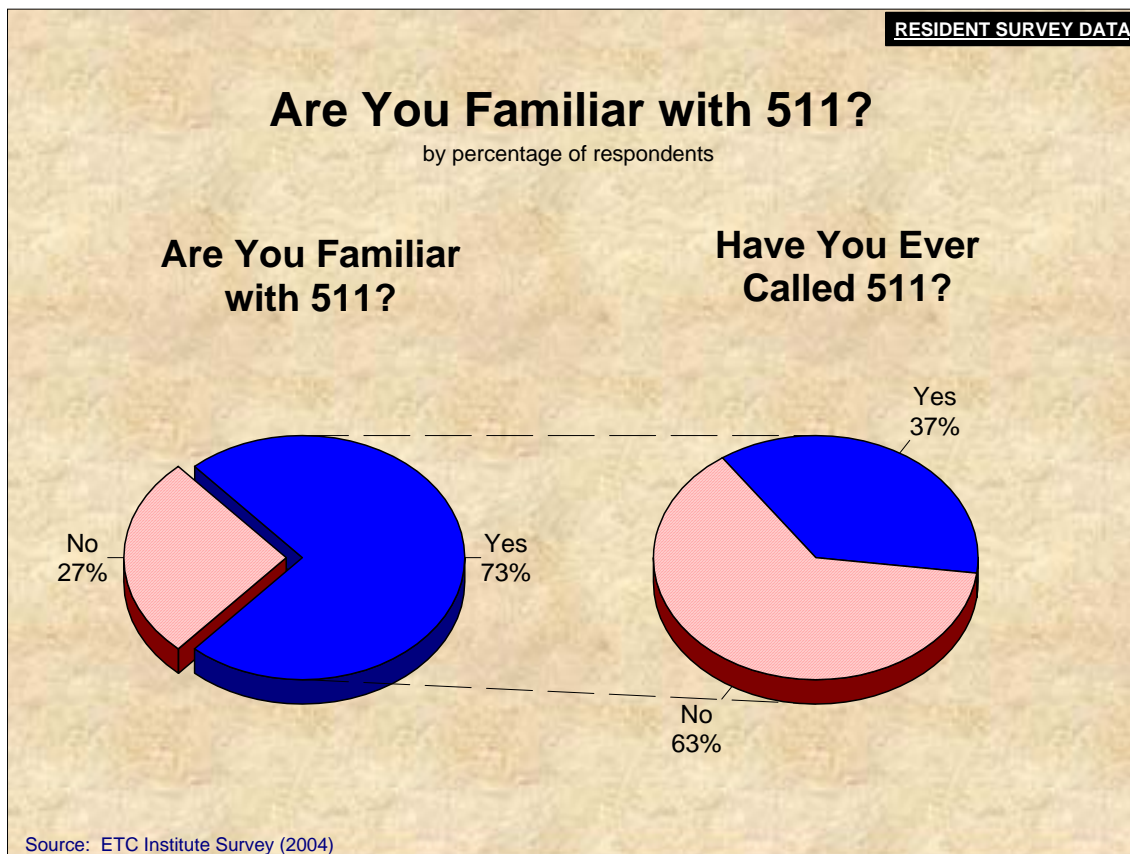 RESIDENT SURVEY DATA
Are You Familiar with 511?
by percentage of respondents
Are You Familiar
with 511?
No
27%
Yes
73%
Have You Ever
Called 511?
Yes
37%
No
63%
Source: ETC Institute Survey (2004)